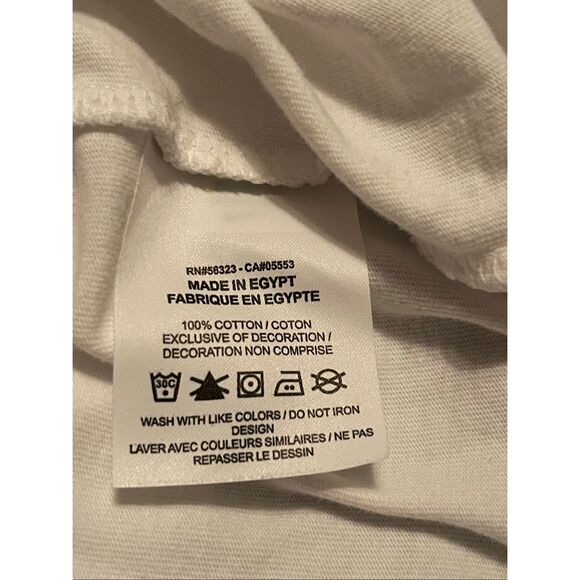 RN#56323 - CA#05553
MADE IN EGYPT
FABRIQUE EN EGYPTE
100% COTTON / COTON
EXCLUSIVE OF DECORATION /
DECORATION NON COMPRISE
30C
WASH WITH LIKE COLORS / DO NOT IRON
DESIGN
LAVER AVEC COULEURS SIMILAIRES / NE PAS
REPASSER LE DESSIN